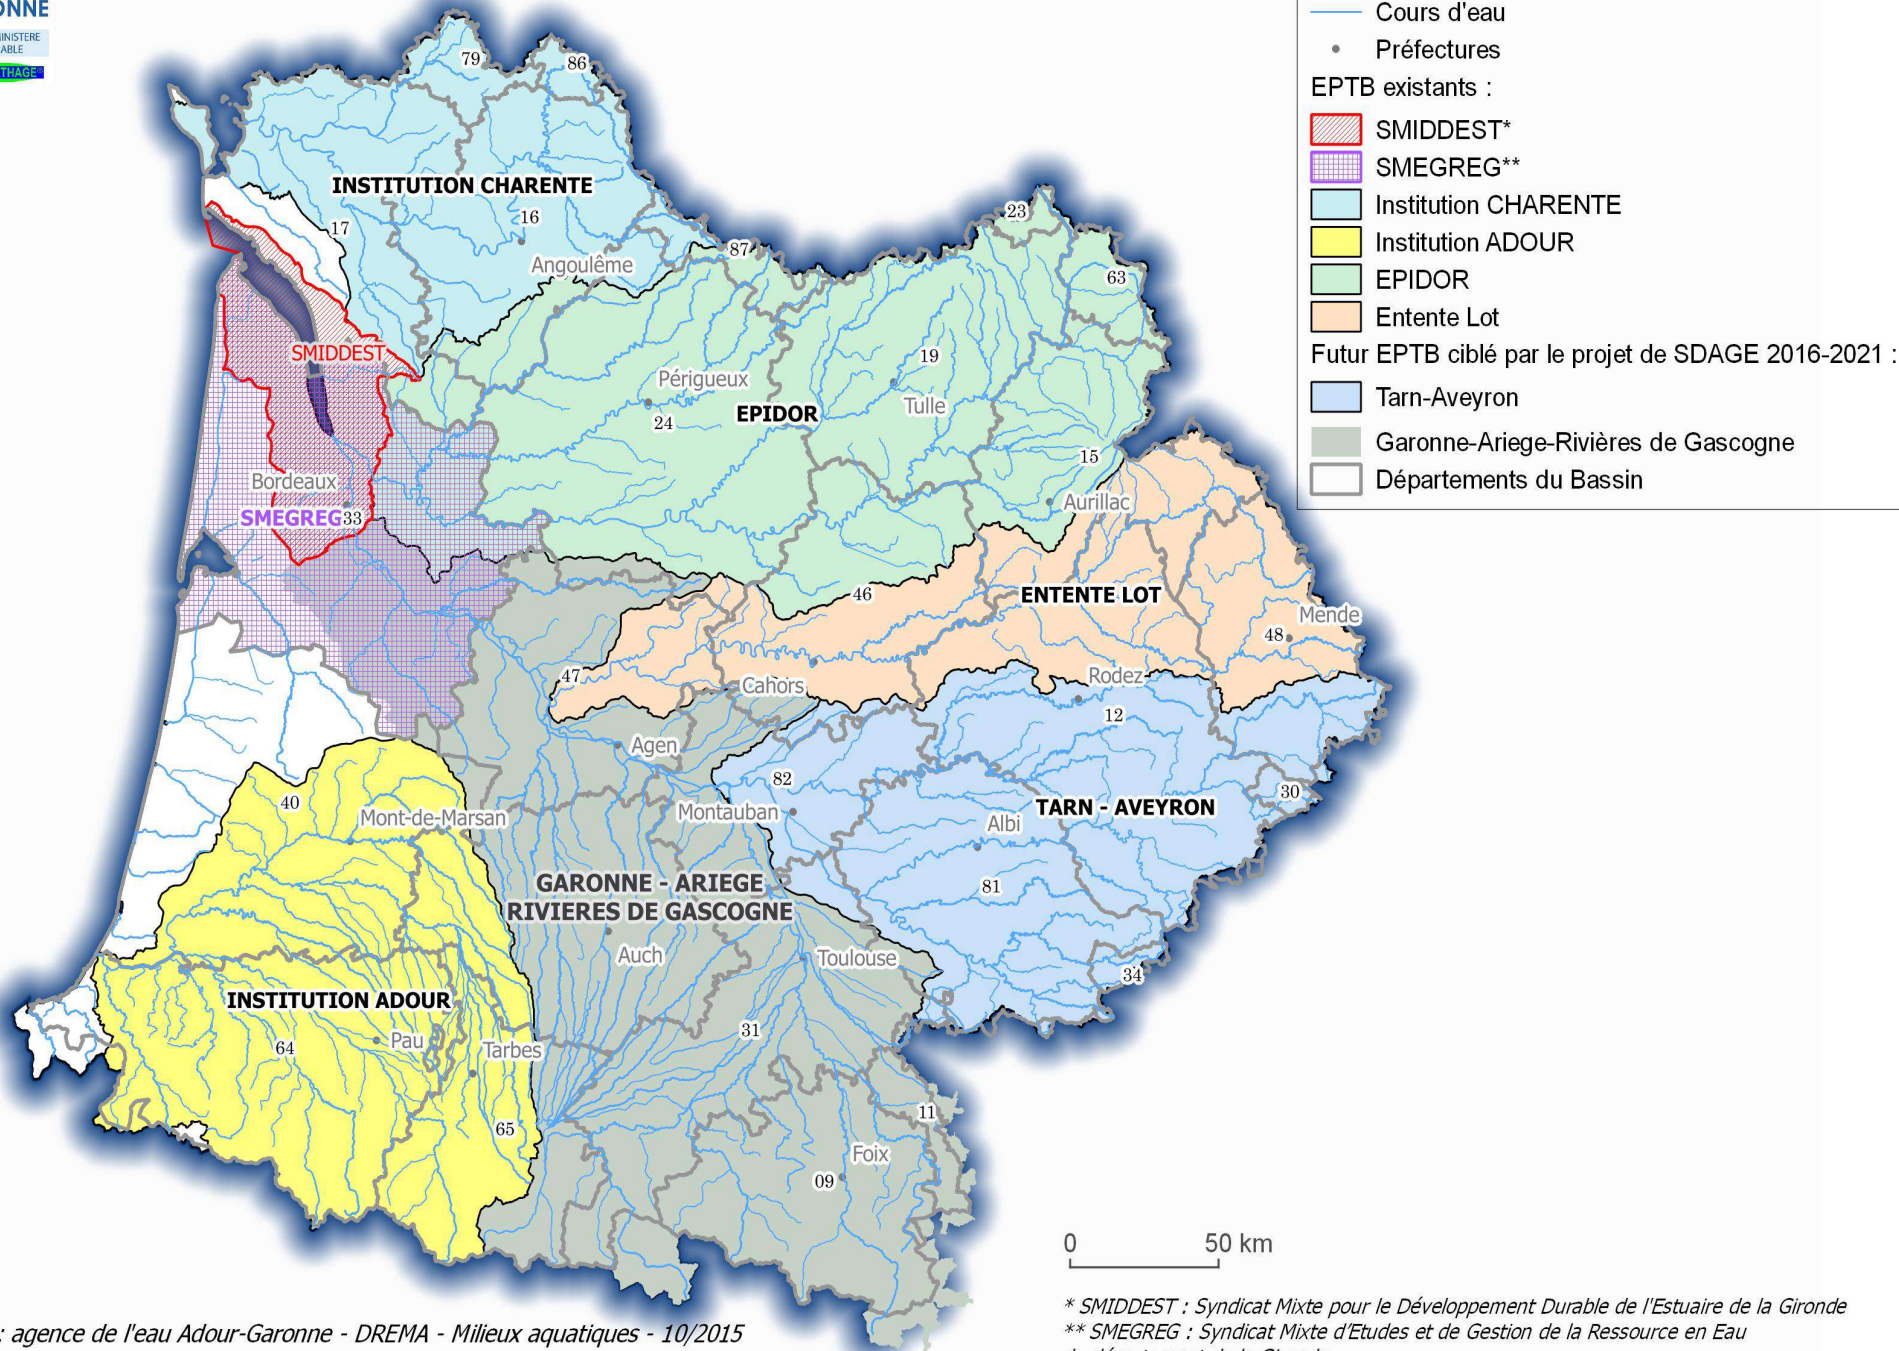 Cours d'eau
Préfectures
EPTB existants :
SMIDDEST*
SMEGREG**
Institution CHARENTE
Institution ADOUR
EPIDOR
Entente Lot
Futur EPTB ciblé par le projet de SDAGE 2016-2021 :
Tarn-Aveyron
Garonne-Ariege-Rivières de Gascogne
Départements du Bassin
79
86
INSTITUTION CHARENTE
16
17
Angoulême
87
23
63
SMIDDEST
Périgueux
24
EPIDOR
19
Tulle
15
Aurillac
Bordeaux
SMEGREG
33
46
ENTENTE LOT
Mende
48
47
Cahors
Rodez
12
Agen
82
30
40
Mont-de-Marsan
Montauban
TARN - AVEYRON
Albi
81
GARONNE - ARIEGE
RIVIERES DE GASCOGNE
Auch
Toulouse
34
INSTITUTION ADOUR
Pau
64
Tarbes
31
65
11
Foix
09
0 50 km
* SMIDDEST : Syndicat Mixte pour le Développement Durable de l'Estuaire de la Gironde
** SMEGREG : Syndicat Mixte d'Etudes et de Gestion de la Ressource en Eau
: agence de l'eau Adour-Garonne - DREMA - Milieux aquatiques - 10/2015